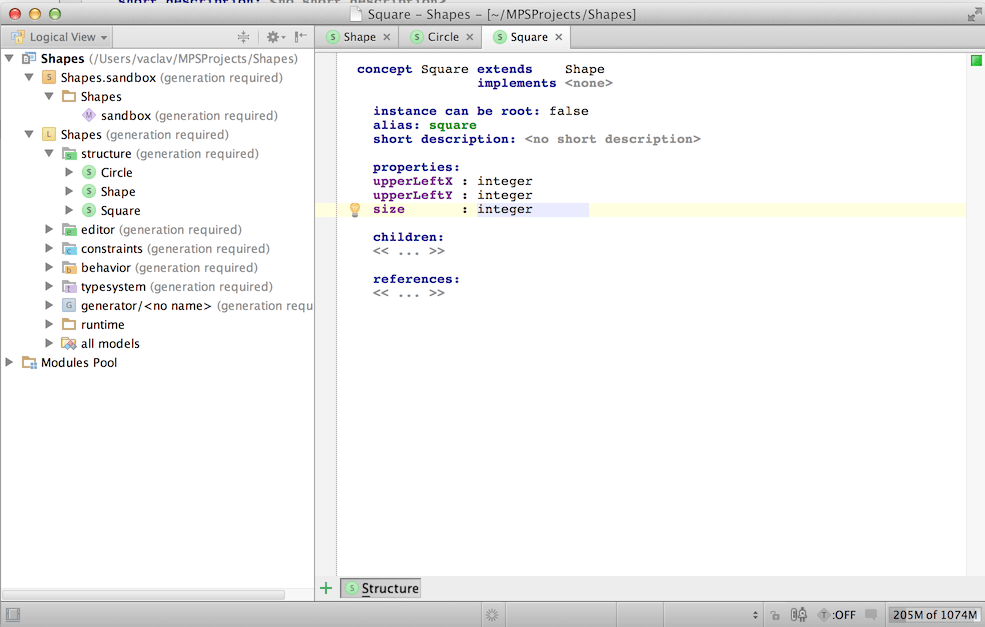 Square – Shapes – [~/MPSProjects/Shapes]
Logical View
Shape
Circle
Square
Shapes (/Users/vaclav/MPSProjects/Shapes)
S Shapes.sandbox (generation required)
Shapes
M sandbox (generation required)
L Shapes (generation required)
S structure (generation required)
S Circle
S Shape
S Square
e editor (generation required)
c constraints (generation required)
b behavior (generation required)
t typesystem (generation required)
G generator/<no name> (generation requ
runtime
all models
Modules Pool
concept Square extends Shape
implements <none>
instance can be root: false
alias: square
short description: <no short description>
properties:
upperLeftX : integer
upperLeftY : integer
size : integer
children:
<< ... >>
references:
<< ... >>
S Structure
T :OFF
205M of 1074M